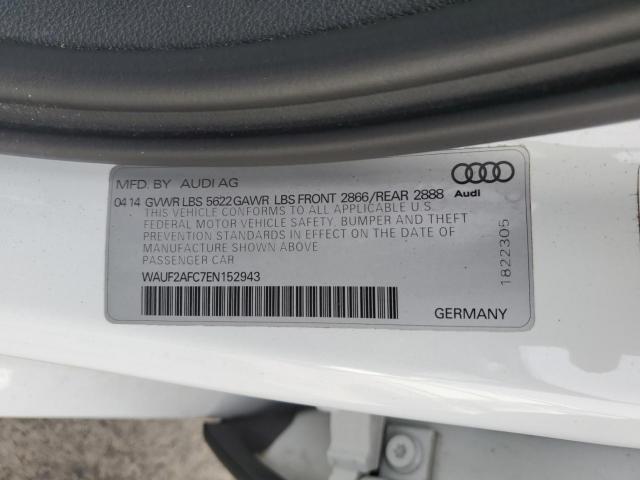 MFD. BY AUDI AG
Audi
04 14 GVWR LBS 5622 GAWR LBS FRONT 2866/REAR 2888
THIS VEHICLE CONFORMS TO ALL APPLICABLE U.S.
FEDERAL MOTOR VEHICLE SAFETY, BUMPER AND THEFT
PREVENTION STANDARDS IN EFFECT ON THE DATE OF
MANUFACTURE SHOWN ABOVE
PASSENGER CAR
WAUF2AFC7EN152943
GERMANY
1822305